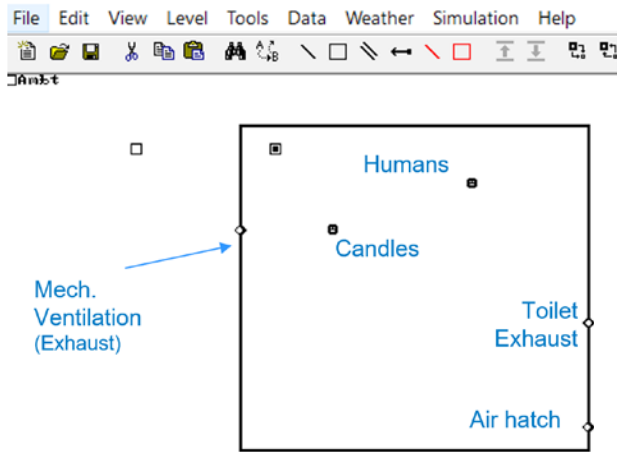 File Edit View Level Tools Data Weather Simulation Help
A C B
Ambt
Humans
Candles
Mech.
Ventilation
(Exhaust)
Toilet
Exhaust
Air hatch